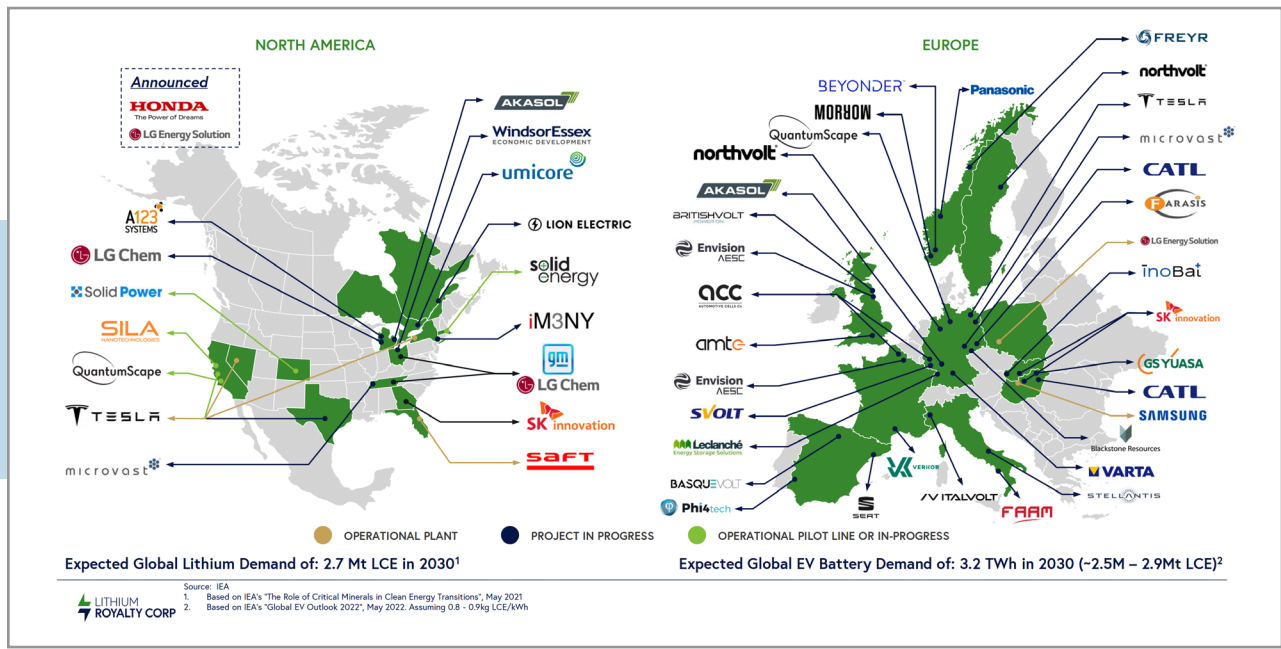 NORTH AMERICA
Announced
HONDA
The Power of Dreams
LG Energy Solution
A123
SYSTEMS
LG Chem
Solid Power
SILA
NANOTECHNOLOGIES
QuantumScape
TESLA
microvast
AKASOL
WindsorEssex
ECONOMIC DEVELOPMENT
umicore
LION ELECTRIC
solid
energy
iM3NY
gm
LG Chem
SK innovation
SAFT
EUROPE
BEYONDER
MORROW
QuantumScape
northvolt
AKASOL
BRITISHVOLT
POWER ON
Envision
AESC
acc
AUTOMOTIVE CELLS Co
amte
Envision
AESC
SVOLT
Leclanché
Energy Storage Solutions
BASQUEVOLT
Phi4tech
Panasonic
FREYR
northvolt
TESLA
microvast
CATL
FARASIS
LG Energy Solution
inoBat
SK innovation
GS YUASA
CATL
SAMSUNG
Blackstone Resources
VARTA
STELLANTIS
VERKOR
SEAT
ITALVOLT
FAAM
OPERATIONAL PLANT
PROJECT IN PROGRESS
OPERATIONAL PILOT LINE OR IN-PROGRESS
Expected Global Lithium Demand of: 2.7 Mt LCE in 2030¹
Expected Global EV Battery Demand of: 3.2 TWh in 2030 (~2.5M – 2.9Mt LCE)²
LITHIUM
ROYALTY CORP
Source: IEA
1. Based on IEA's "The Role of Critical Minerals in Clean Energy Transitions", May 2021
2. Based on IEA's "Global EV Outlook 2022", May 2022. Assuming 0.8 - 0.9kg LCE/kWh